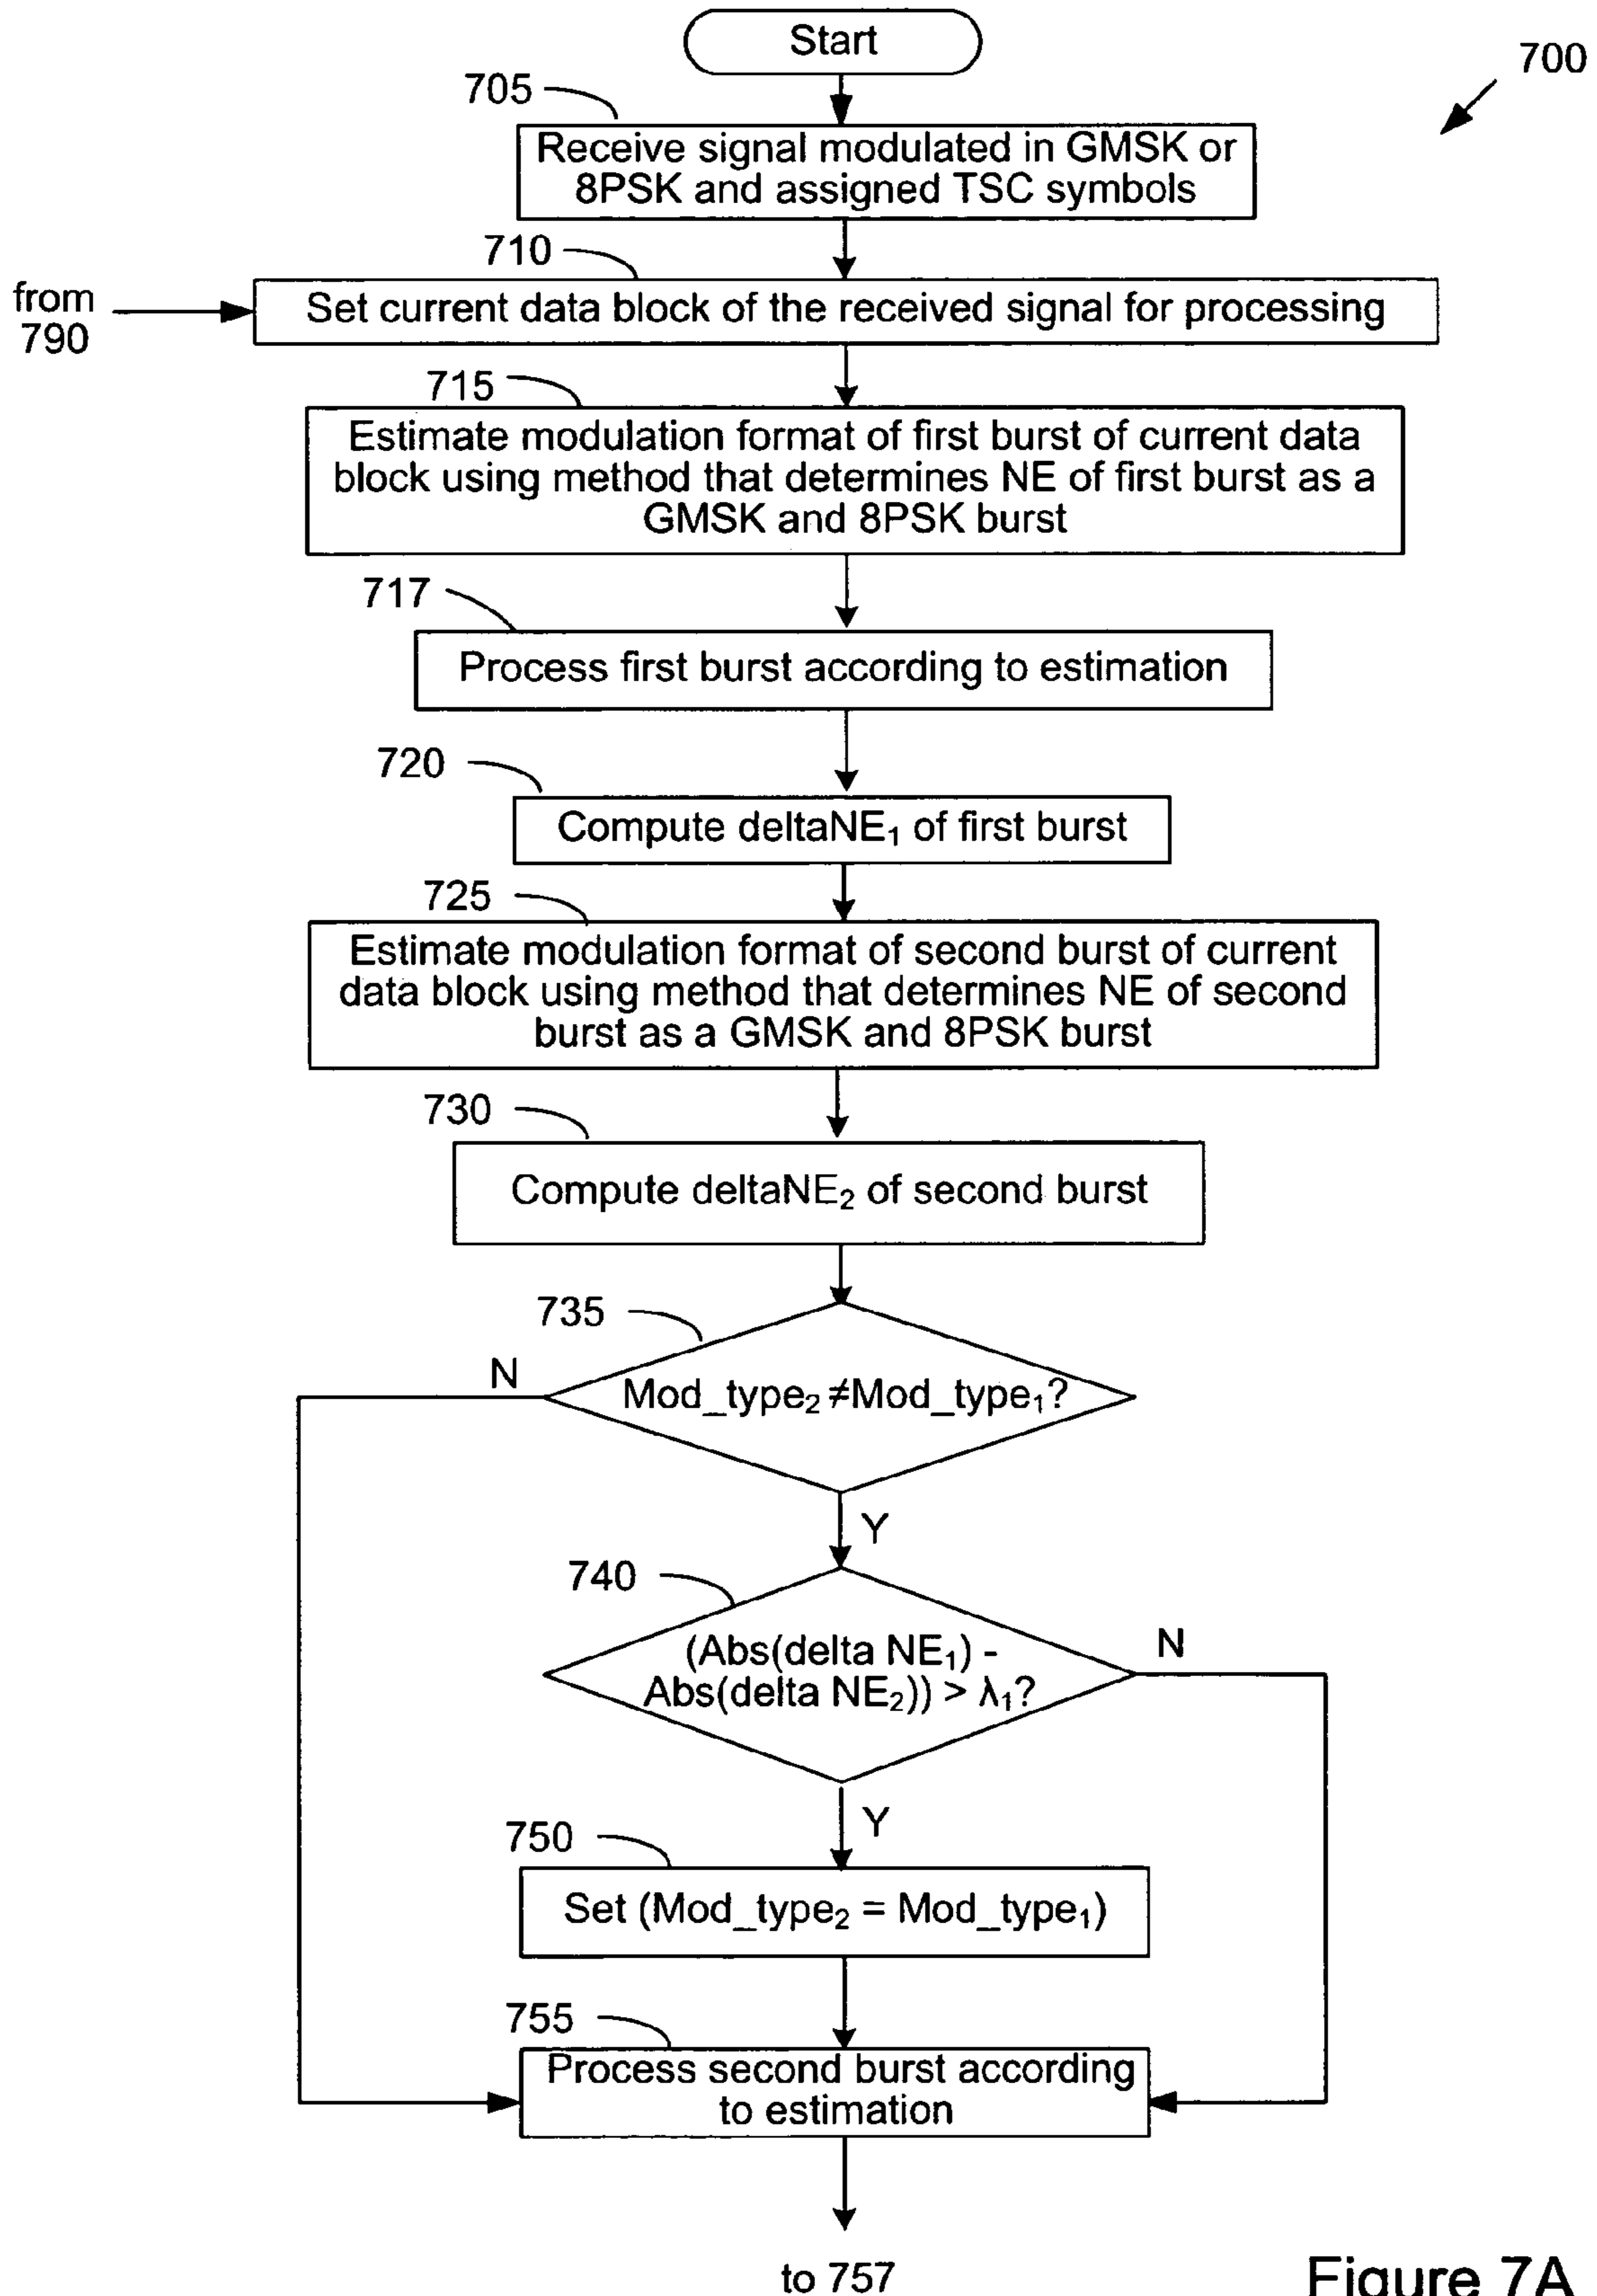 Start
700
705
Receive signal modulated in GMSK or
8PSK and assigned TSC symbols
710
from
790
Set current data block of the received signal for processing
715
Estimate modulation format of first burst of current data
block using method that determines NE of first burst as a
GMSK and 8PSK burst
717
Process first burst according to estimation
720
Compute deltaNE₁ of first burst
725
Estimate modulation format of second burst of current
data block using method that determines NE of second
burst as a GMSK and 8PSK burst
730
Compute deltaNE₂ of second burst
735
N
Mod_type₂ ≠Mod_type₁?
Y
740
(Abs(delta NE₁) -
Abs(delta NE₂)) > λ₁?
N
Y
750
Set (Mod_type₂ = Mod_type₁)
755
Process second burst according
to estimation
to 757
Figure 7A